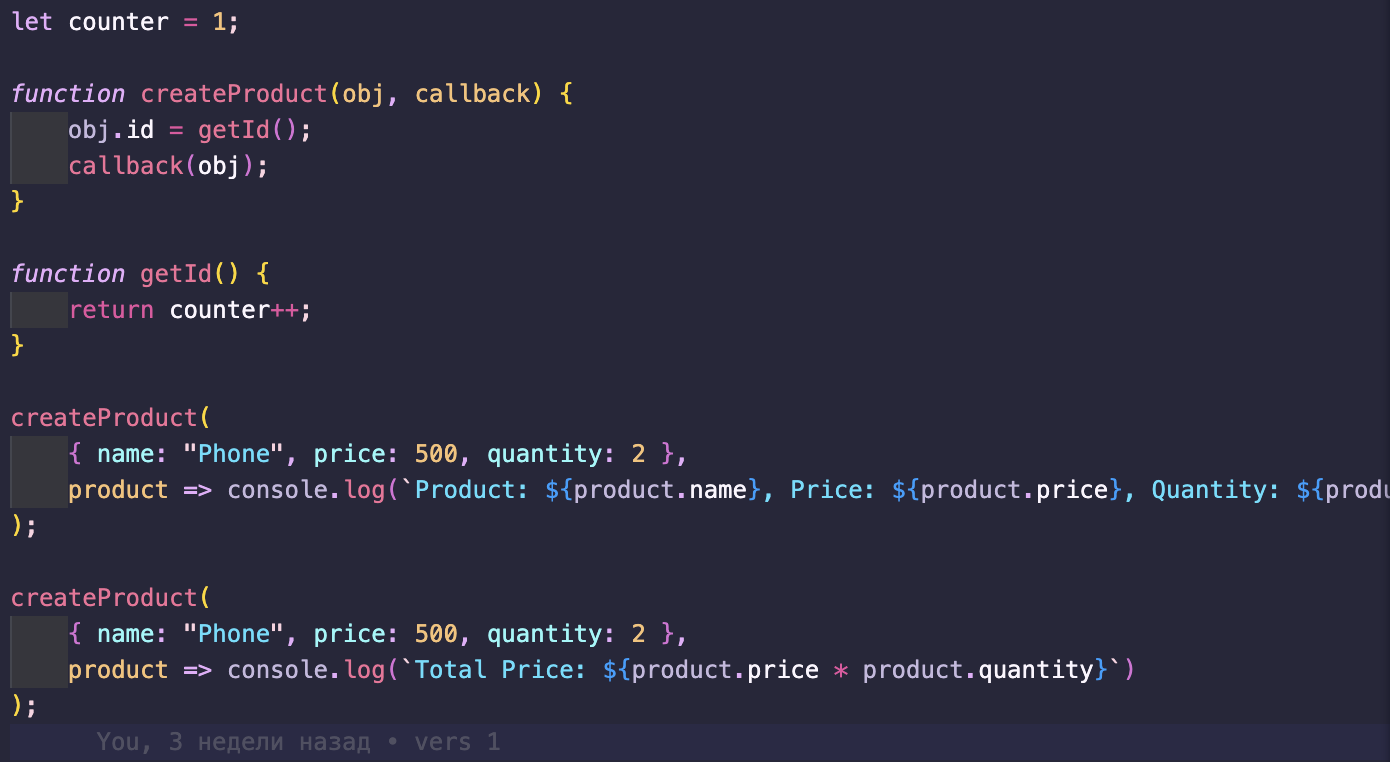 let counter = 1;
function createProduct(obj, callback) {
obj.id = getId();
callback(obj);
}
function getId() {
return counter++;
}
createProduct(
{ name: "Phone", price: 500, quantity: 2 },
product => console.log(`Product: ${product.name}, Price: ${product.price}, Quantity: ${produ
);
createProduct(
{ name: "Phone", price: 500, quantity: 2 },
product => console.log(`Total Price: ${product.price * product.quantity}`)
);
You, 3 недели назад • vers 1